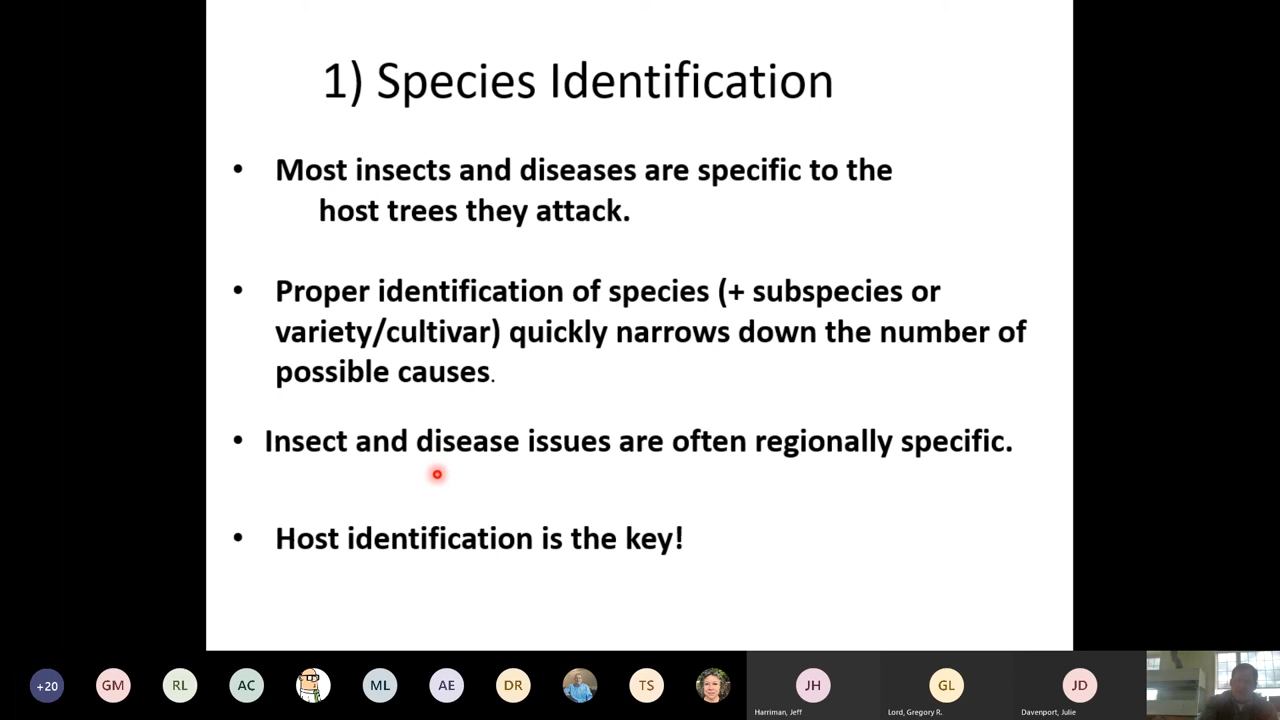 1) Species Identification
• Most insects and diseases are specific to the
host trees they attack.
• Proper identification of species (+ subspecies or
variety/cultivar) quickly narrows down the number of
possible causes.
• Insect and disease issues are often regionally specific.
• Host identification is the key!
+20 GM RL AC ML AE DR TS JH GL JD
Harriman, Jeff Lord, Gregory R. Davenport, Julie